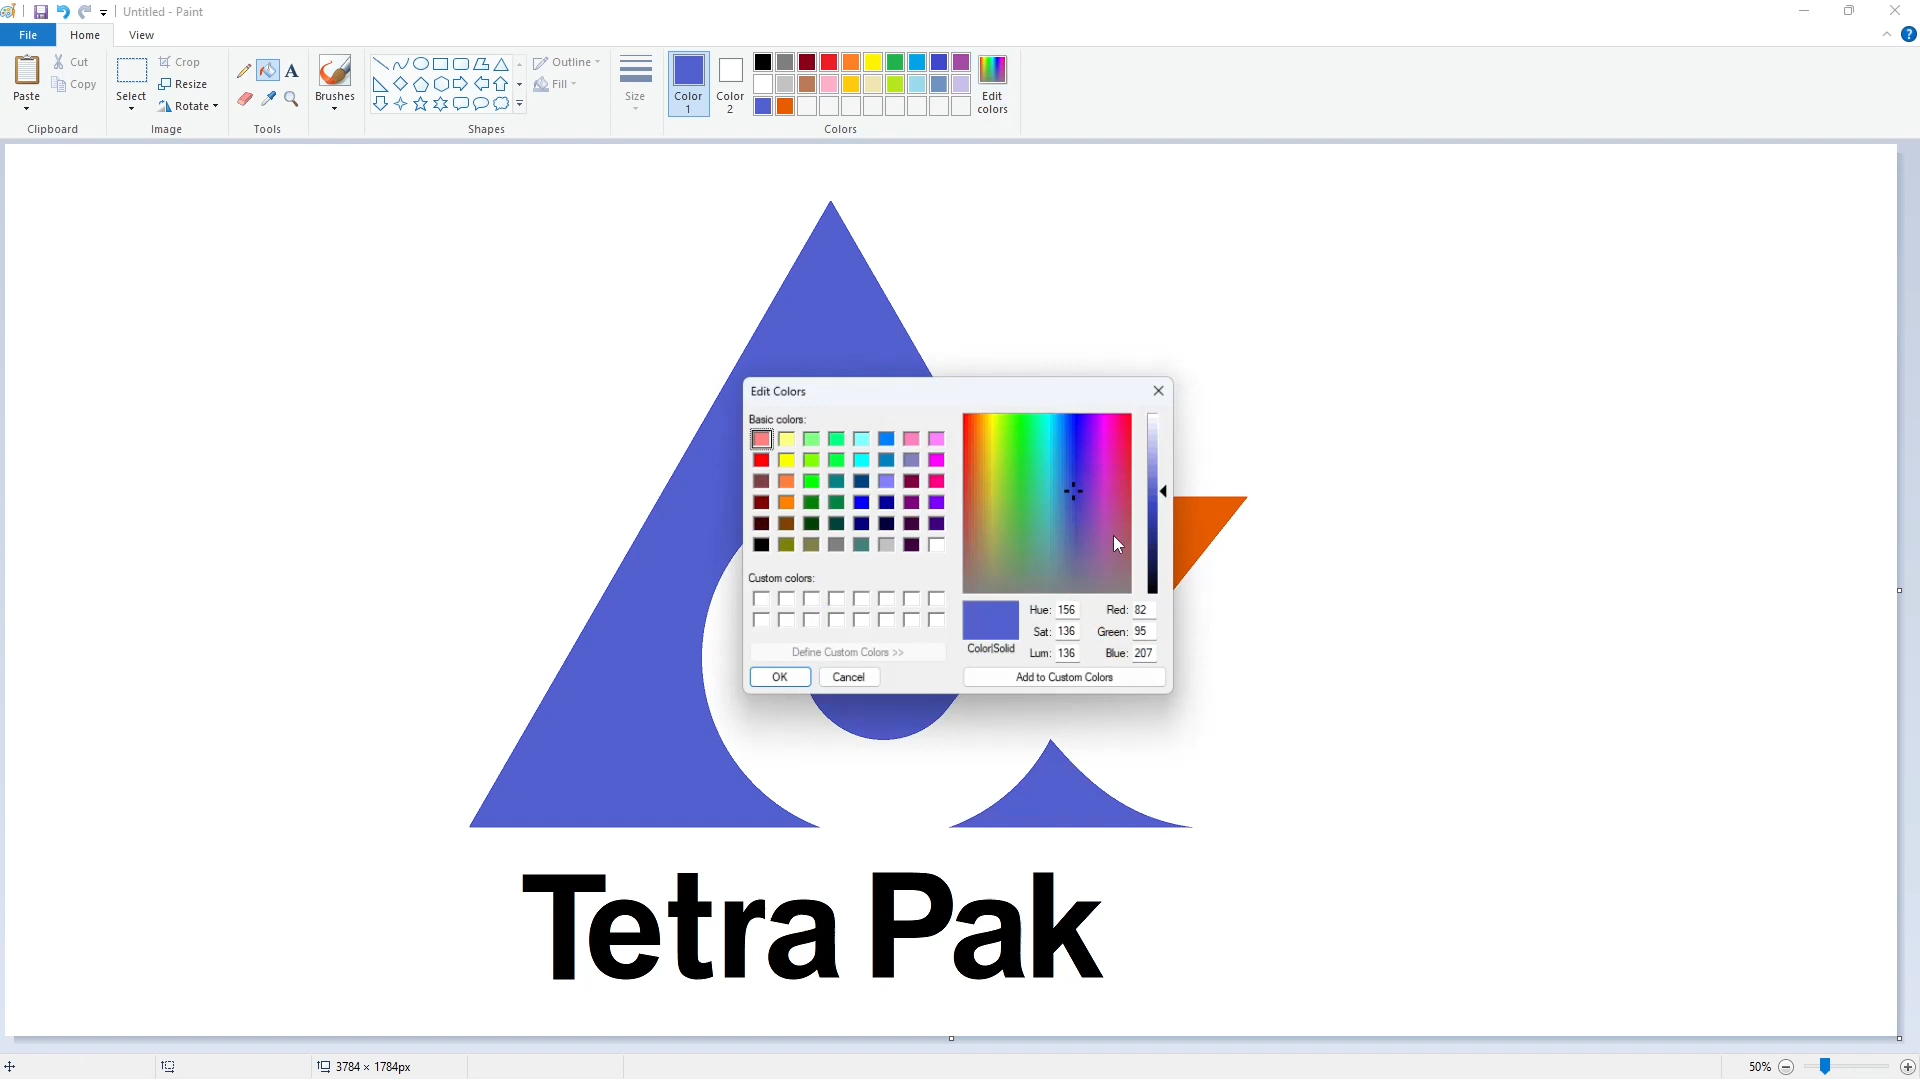 Untitled - Paint
File Home View
Paste Cut Copy
Clipboard
Select Crop Resize Rotate
Image
A
Tools
Brushes
Outline
Fill
Shapes
Size
Color 1
Color 2
Edit colors
Colors
?
Edit Colors
Basic colors:
Custom colors:
Define Custom Colors >>
OK
Cancel
Color|Solid
Hue: 156 Red: 82
Sat: 136 Green: 95
Lum: 136 Blue: 207
Add to Custom Colors
Tetra Pak
3784 × 1784px
50%